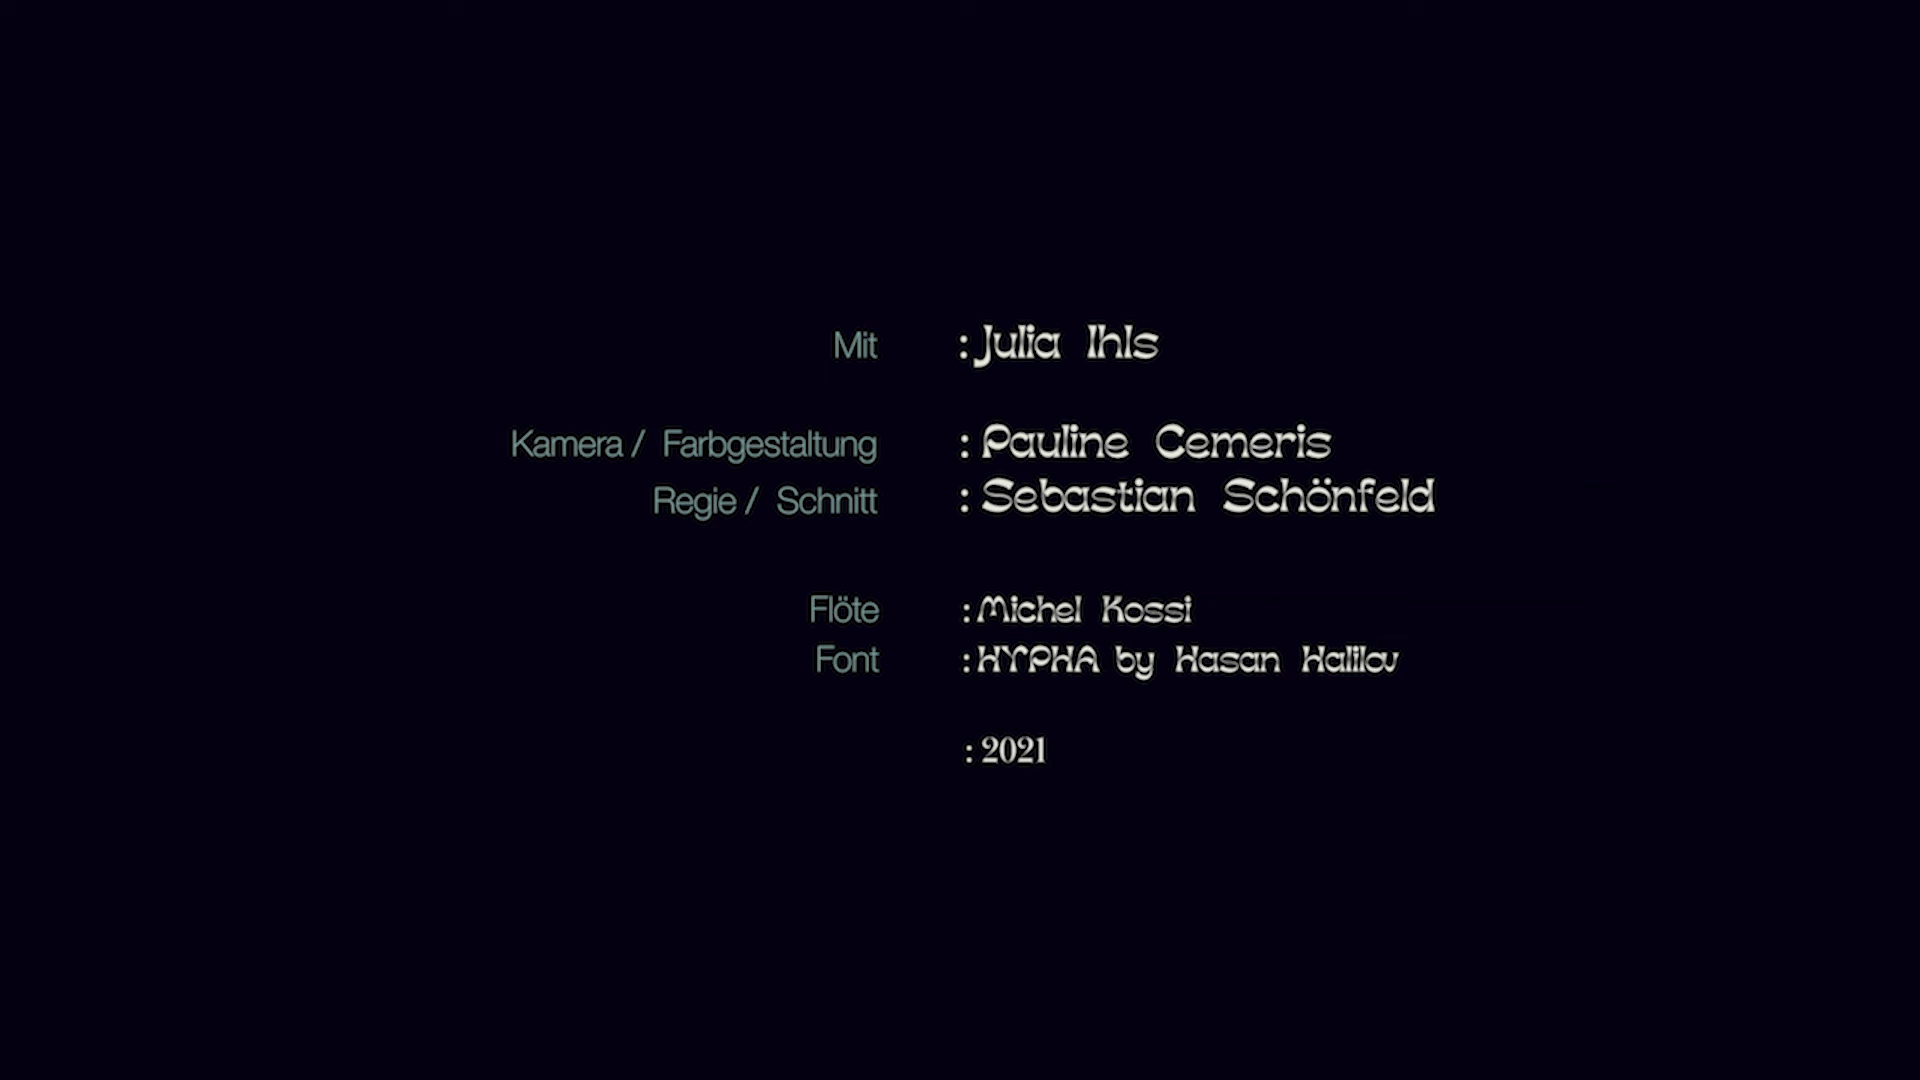 Mit : Julia Ihls
Kamera / Farbgestaltung : Pauline Cemeris
Regie / Schnitt : Sebastian Schönfeld
Flöte : Michel Kossi
Font : HYPHA by Hasan Halilov
: 2021